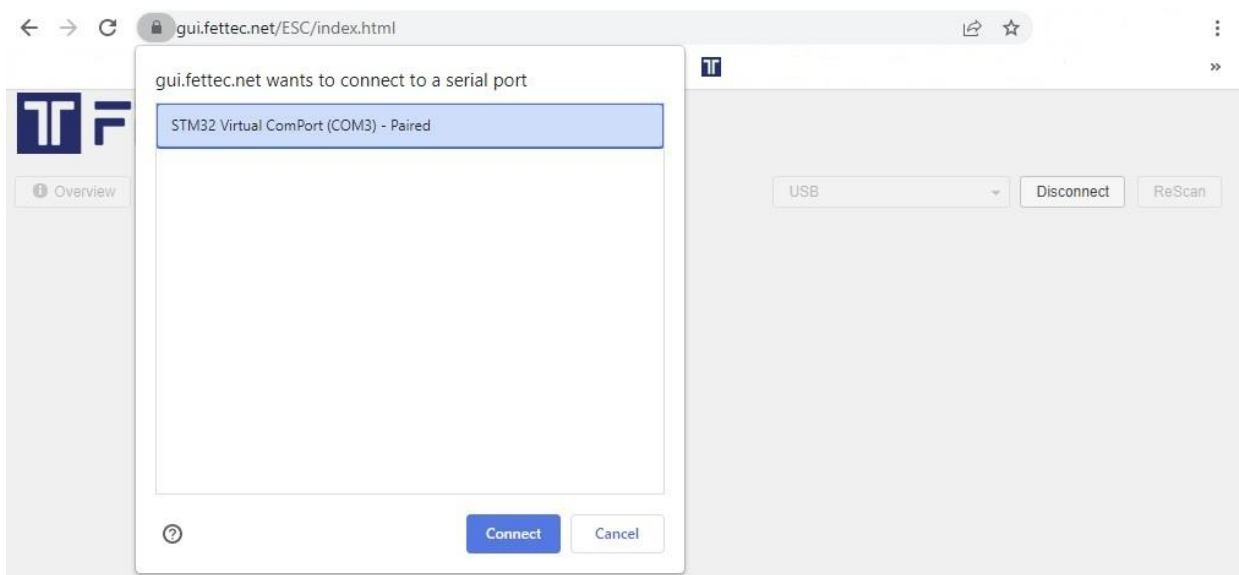 gui.fettec.net/ESC/index.html
gui.fettec.net wants to connect to a serial port
STM32 Virtual ComPort (COM3) - Paired
F
Overview
USB
Disconnect
ReScan
Connect
Cancel